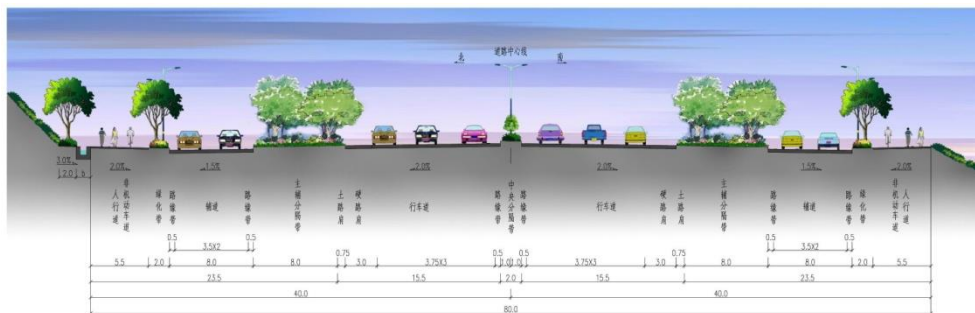 道路中心线
北 南
3.0% 2.0% 1.5% 2.0% 2.0% 1.5% 2.0%
2.0 b
人行道 非机动车道 绿化带 路缘带 辅道 路缘带 主辅分隔带 土路肩 硬路肩 行车道 路缘带 中央分隔带 路缘带 行车道 硬路肩 土路肩 主辅分隔带 路缘带 辅道 路缘带 绿化带 非机动车道 人行道
0.5 0.5 0.75 0.5 0.5 0.75 0.5 0.5
3.5X2 3.5X2
5.5 2.0 8.0 8.0 3.0 3.75X3 1.0 1.0 3.75X3 3.0 8.0 8.0 2.0 5.5
23.5 15.5 2.0 15.5 23.5
40.0 40.0
80.0